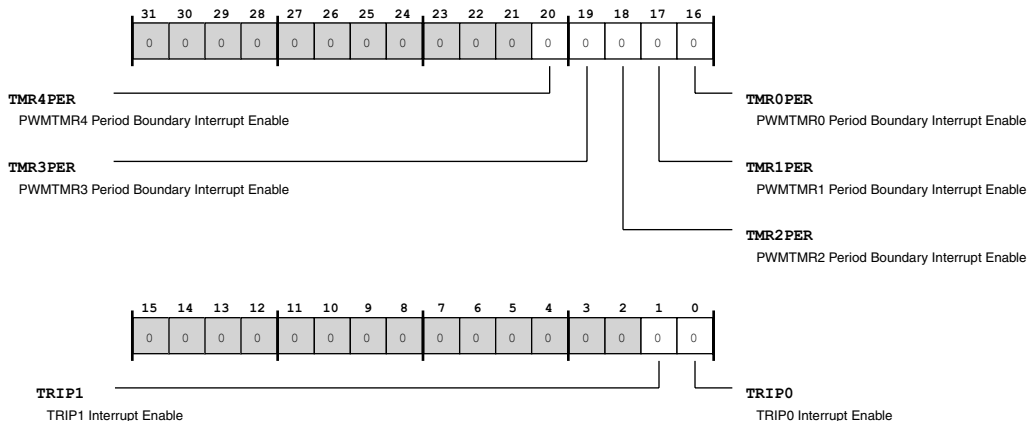 31 30 29 28 27 26 25 24 23 22 21 20 19 18 17 16
0 0 0 0 0 0 0 0 0 0 0 0 0 0 0 0
TMR4PER
PWMTMR4 Period Boundary Interrupt Enable
TMR0PER
PWMTMR0 Period Boundary Interrupt Enable
TMR3PER
PWMTMR3 Period Boundary Interrupt Enable
TMR1PER
PWMTMR1 Period Boundary Interrupt Enable
TMR2PER
PWMTMR2 Period Boundary Interrupt Enable
15 14 13 12 11 10 9 8 7 6 5 4 3 2 1 0
0 0 0 0 0 0 0 0 0 0 0 0 0 0 0 0
TRIP1
TRIP1 Interrupt Enable
TRIP0
TRIP0 Interrupt Enable